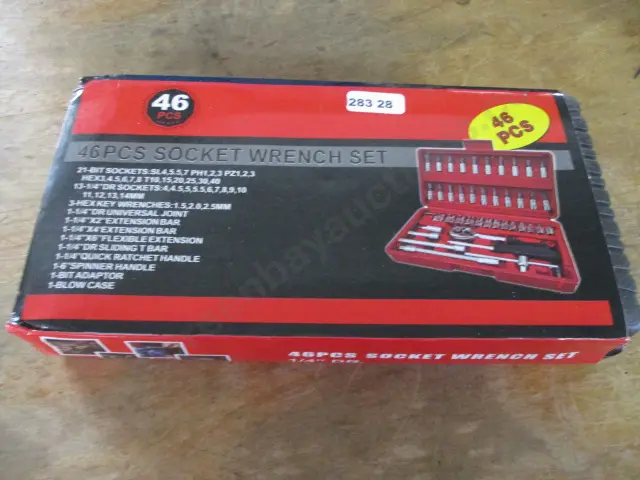 46
PCS
283 28
46
PCS
46PCS SOCKET WRENCH SET
21-BIT SOCKETS:SL4,5.5,7 PH1,2,3 PZ1,2,3
HEX3,4,5,6,7,8 T10,15,20,25,30,40
13-1/4"DR SOCKETS:4,4.5,5,5.5,6,7,8,9,10
11,12,13,14MM
3-HEX KEY WRENCHES:1.5,2.0,2.5MM
1-1/4"DR UNIVERSAL JOINT
1-1/4"X2"EXTENSION BAR
1-1/4"X4"EXTENSION BAR
1-1/4"X6"FLEXIBLE EXTENSION
1-1/4"DR SLIDING T BAR
1-1/4"QUICK RATCHET HANDLE
1-6"SPINNER HANDLE
1-BIT ADAPTOR
1-BLOW CASE
46PCS SOCKET WRENCH SET
1/4" DR